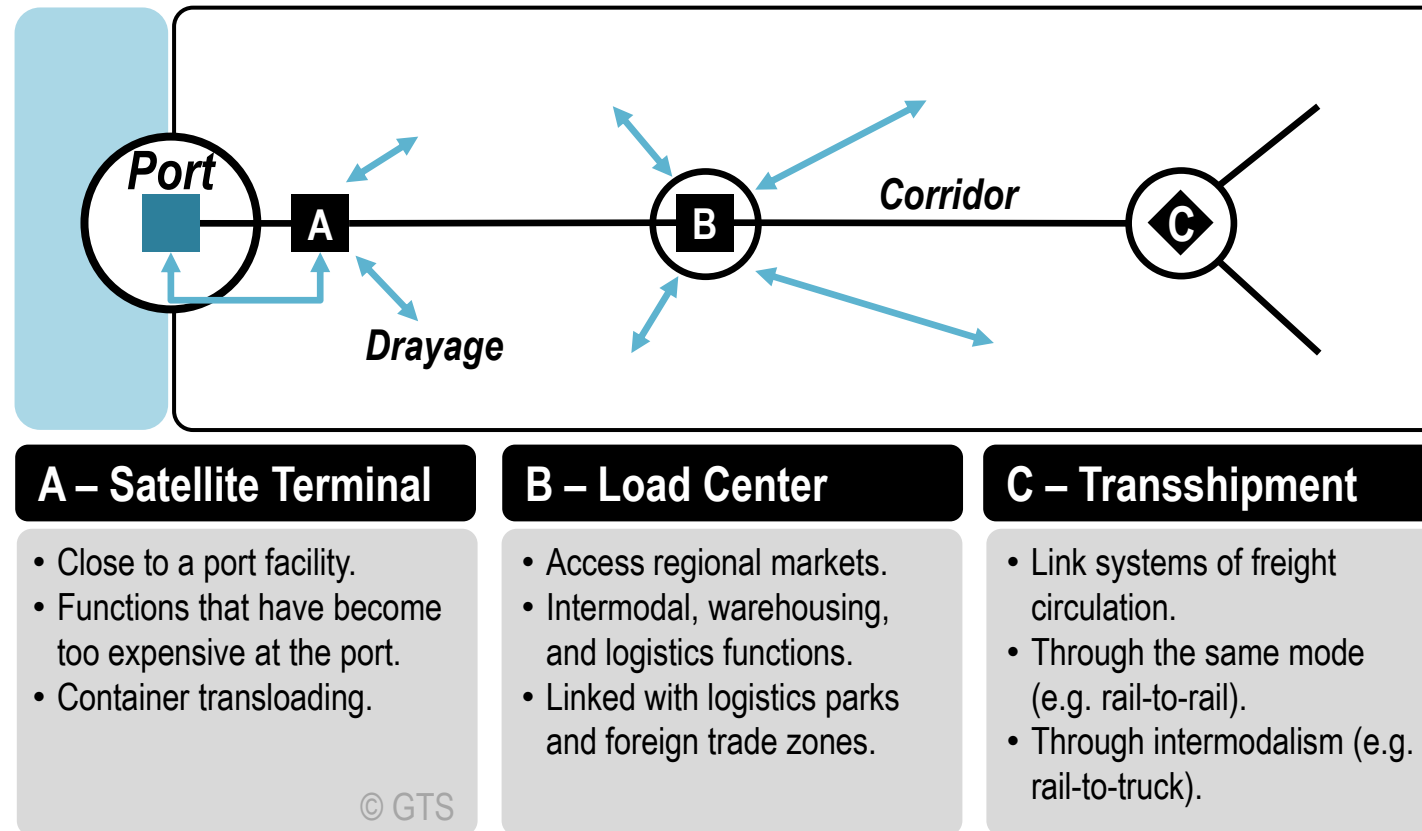 Port
A
B
Corridor
C
Drayage
A – Satellite Terminal
• Close to a port facility.
• Functions that have become
too expensive at the port.
• Container transloading.
© GTS
B – Load Center
• Access regional markets.
• Intermodal, warehousing,
and logistics functions.
• Linked with logistics parks
and foreign trade zones.
C – Transshipment
• Link systems of freight
circulation.
• Through the same mode
(e.g. rail-to-rail).
• Through intermodalism (e.g.
rail-to-truck).